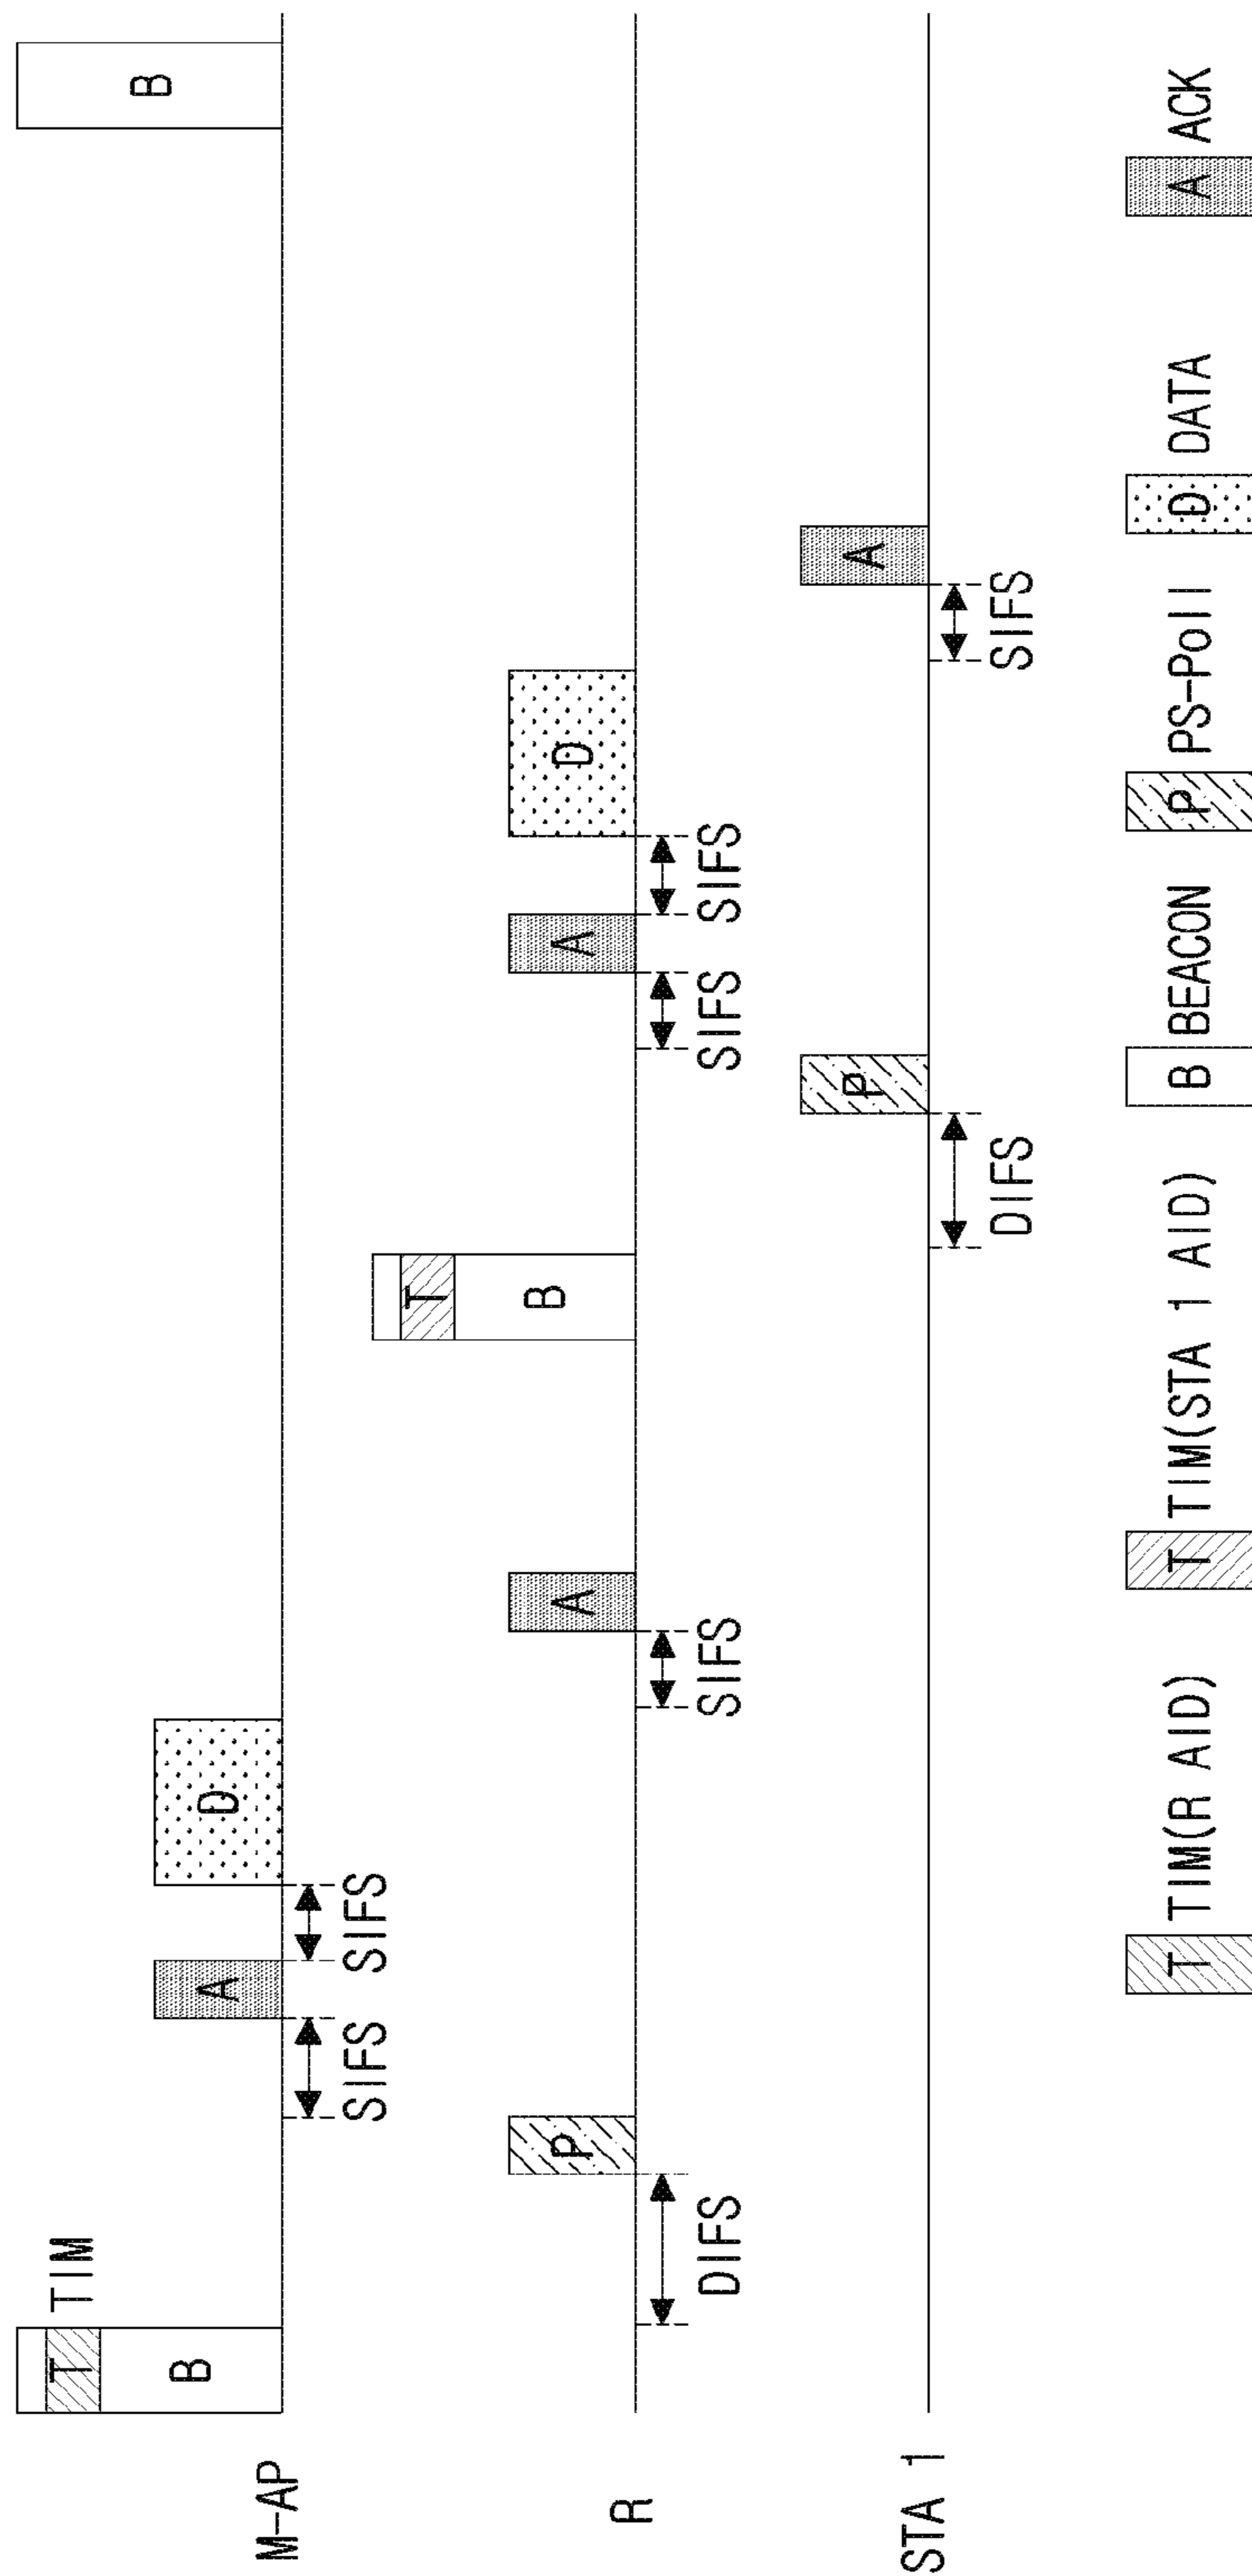 T TIM
B
A
D
B
M-AP
SIFS
SIFS
P
A
T
B
A
D
R
DIFS
SIFS
SIFS
SIFS
P
A
STA 1
DIFS
SIFS
T TIM(R AID)
T TIM(STA 1 AID)
B BEACON
P PS-Poll
D DATA
A ACK